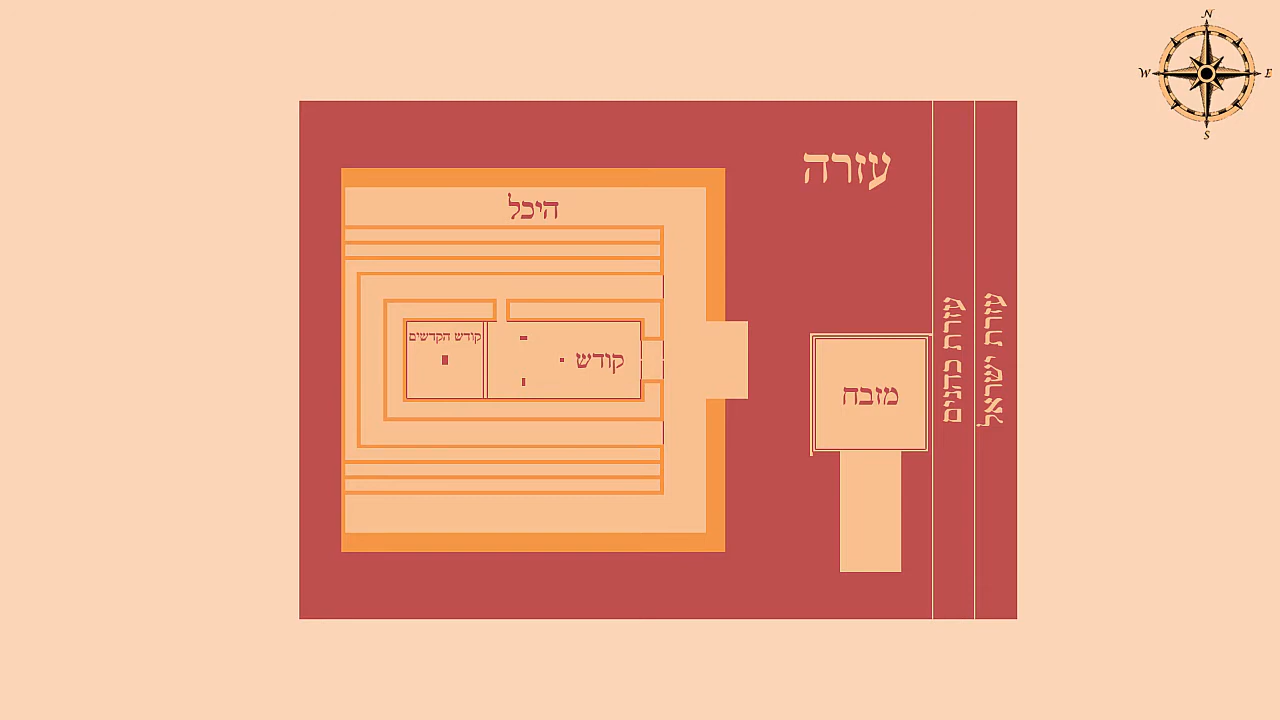 N
W
E
S
עזרה
היכל
קודש הקדשים
קודש
מזבח
עזרת כהנים
עזרת ישראל